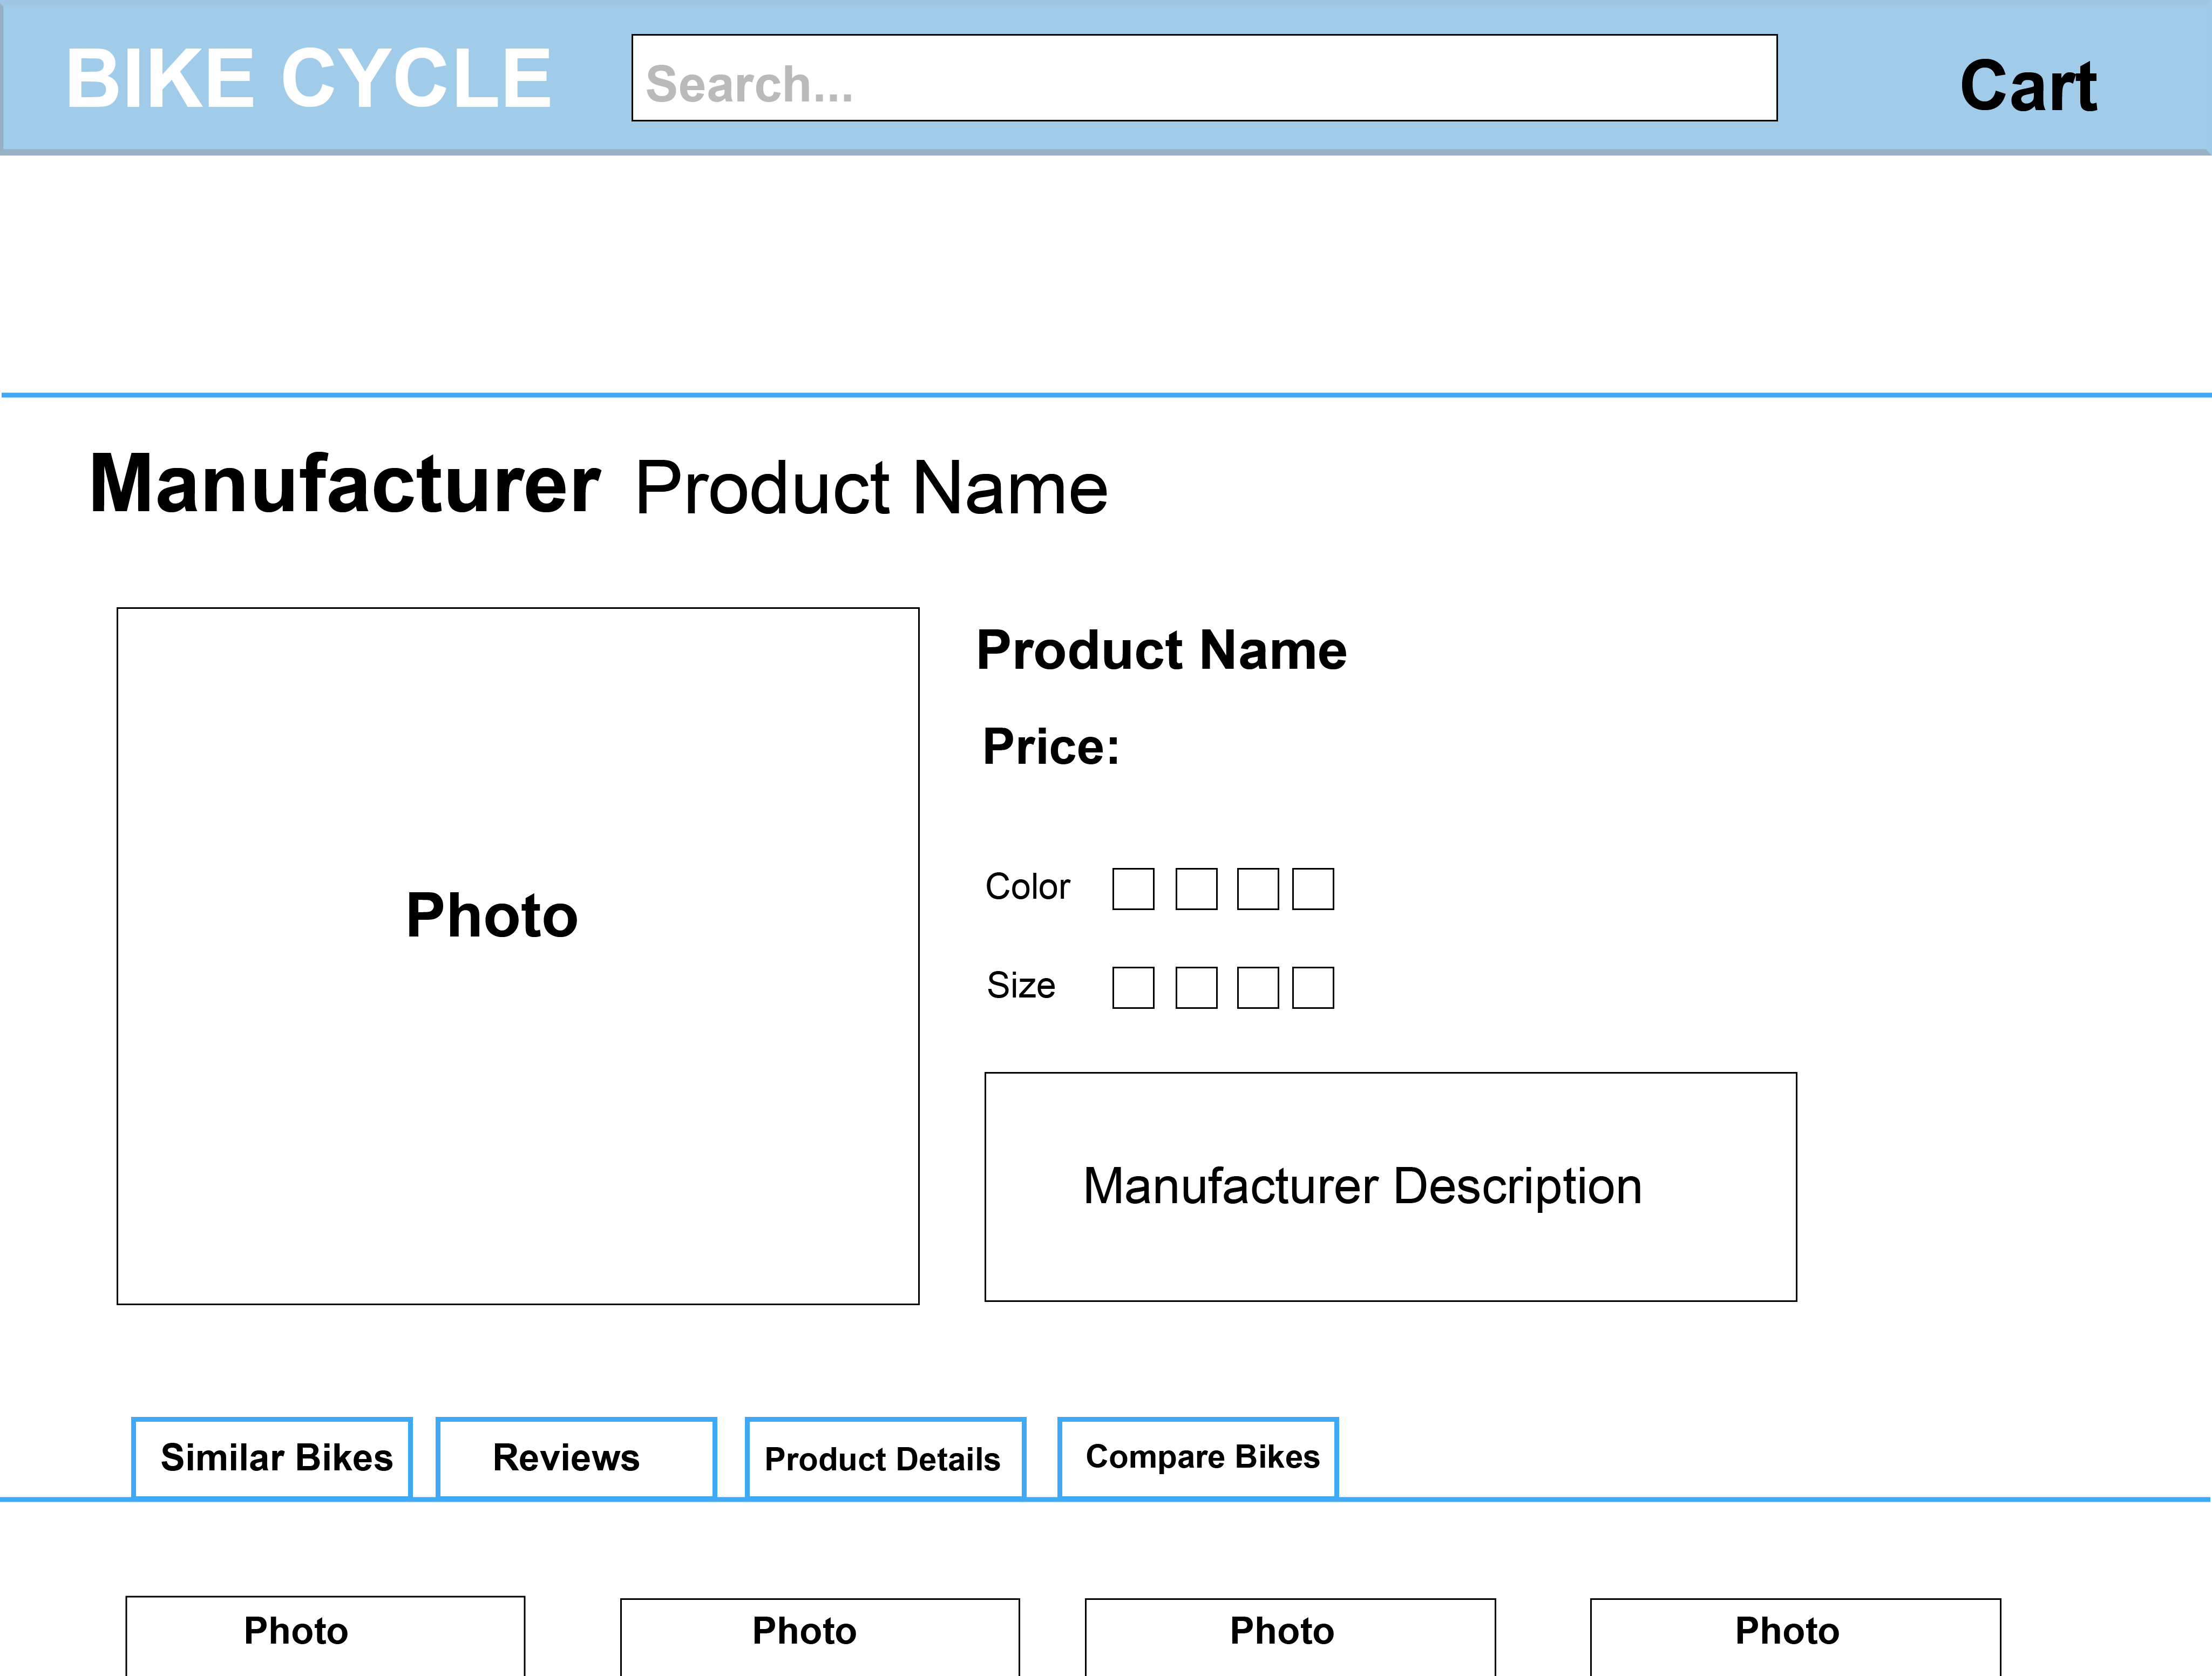 BIKE CYCLE
Search...
Cart
Manufacturer Product Name
Photo
Product Name
Price:
Color
Size
Manufacturer Description
Similar Bikes
Reviews
Product Details
Compare Bikes
Photo
Photo
Photo
Photo